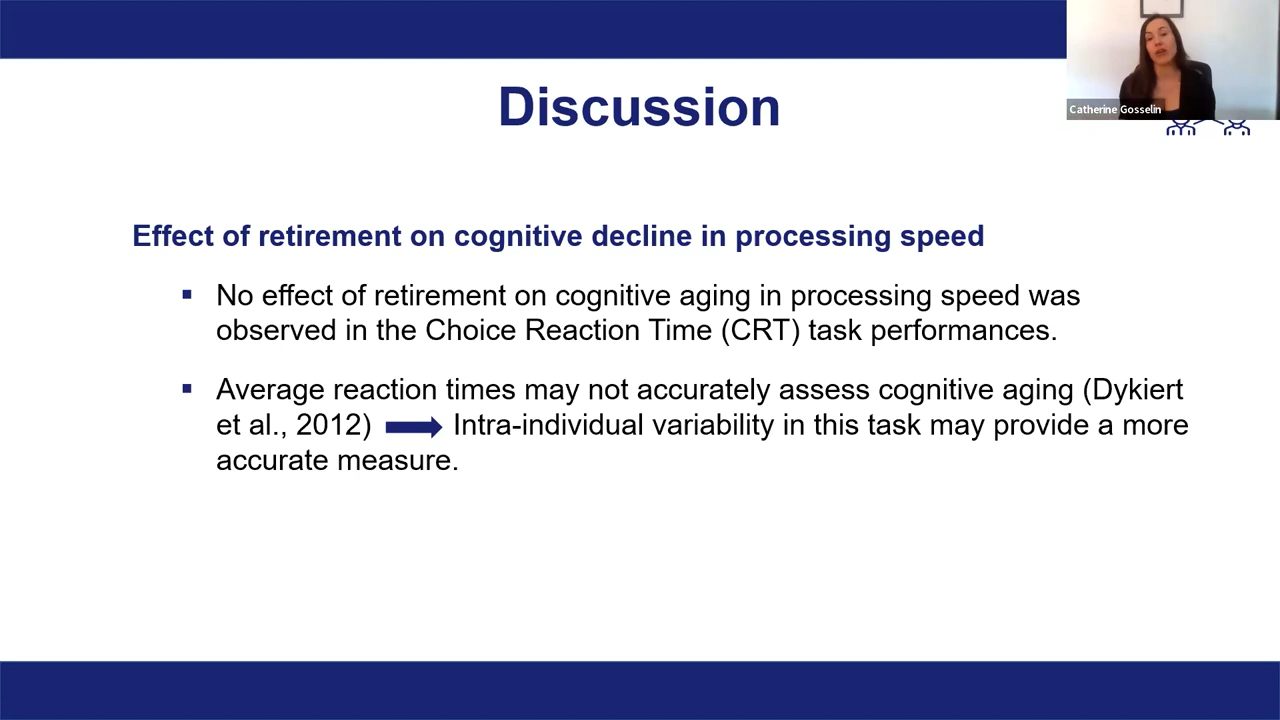 Catherine Gosselin
Discussion
Effect of retirement on cognitive decline in processing speed
▪ No effect of retirement on cognitive aging in processing speed was
observed in the Choice Reaction Time (CRT) task performances.
▪ Average reaction times may not accurately assess cognitive aging (Dykiert
et al., 2012) Intra-individual variability in this task may provide a more
accurate measure.